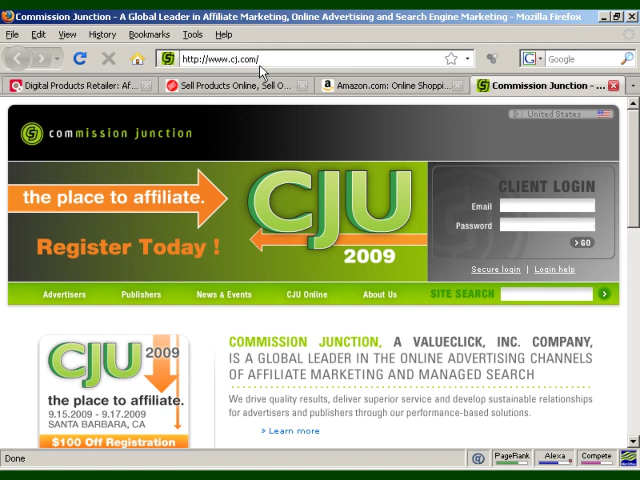 Commission Junction - A Global Leader in Affiliate Marketing, Online Advertising and Search Engine Marketing - Mozilla Firefox
File Edit View History Bookmarks Tools Help
http://www.cj.com/
G Google
Digital Products Retailer: Af...
Sell Products Online, Sell O...
a Amazon.com: Online Shoppi...
Commission Junction - ...
United States
commission junction
the place to affiliate.
Register Today !
CJU
2009
CLIENT LOGIN
Email
Password
GO
Secure login | Login help
Advertisers Publishers News & Events CJU Online About Us SITE SEARCH
CJU 2009
the place to affiliate.
9.15.2009 - 9.17.2009
SANTA BARBARA, CA
$100 Off Registration
COMMISSION JUNCTION, A VALUECLICK, INC. COMPANY,
IS A GLOBAL LEADER IN THE ONLINE ADVERTISING CHANNELS
OF AFFILIATE MARKETING AND MANAGED SEARCH
We drive quality results, deliver superior service and develop sustainable relationships
for advertisers and publishers through our performance-based solutions.
» Learn more
Done
PageRank Alexa Compete